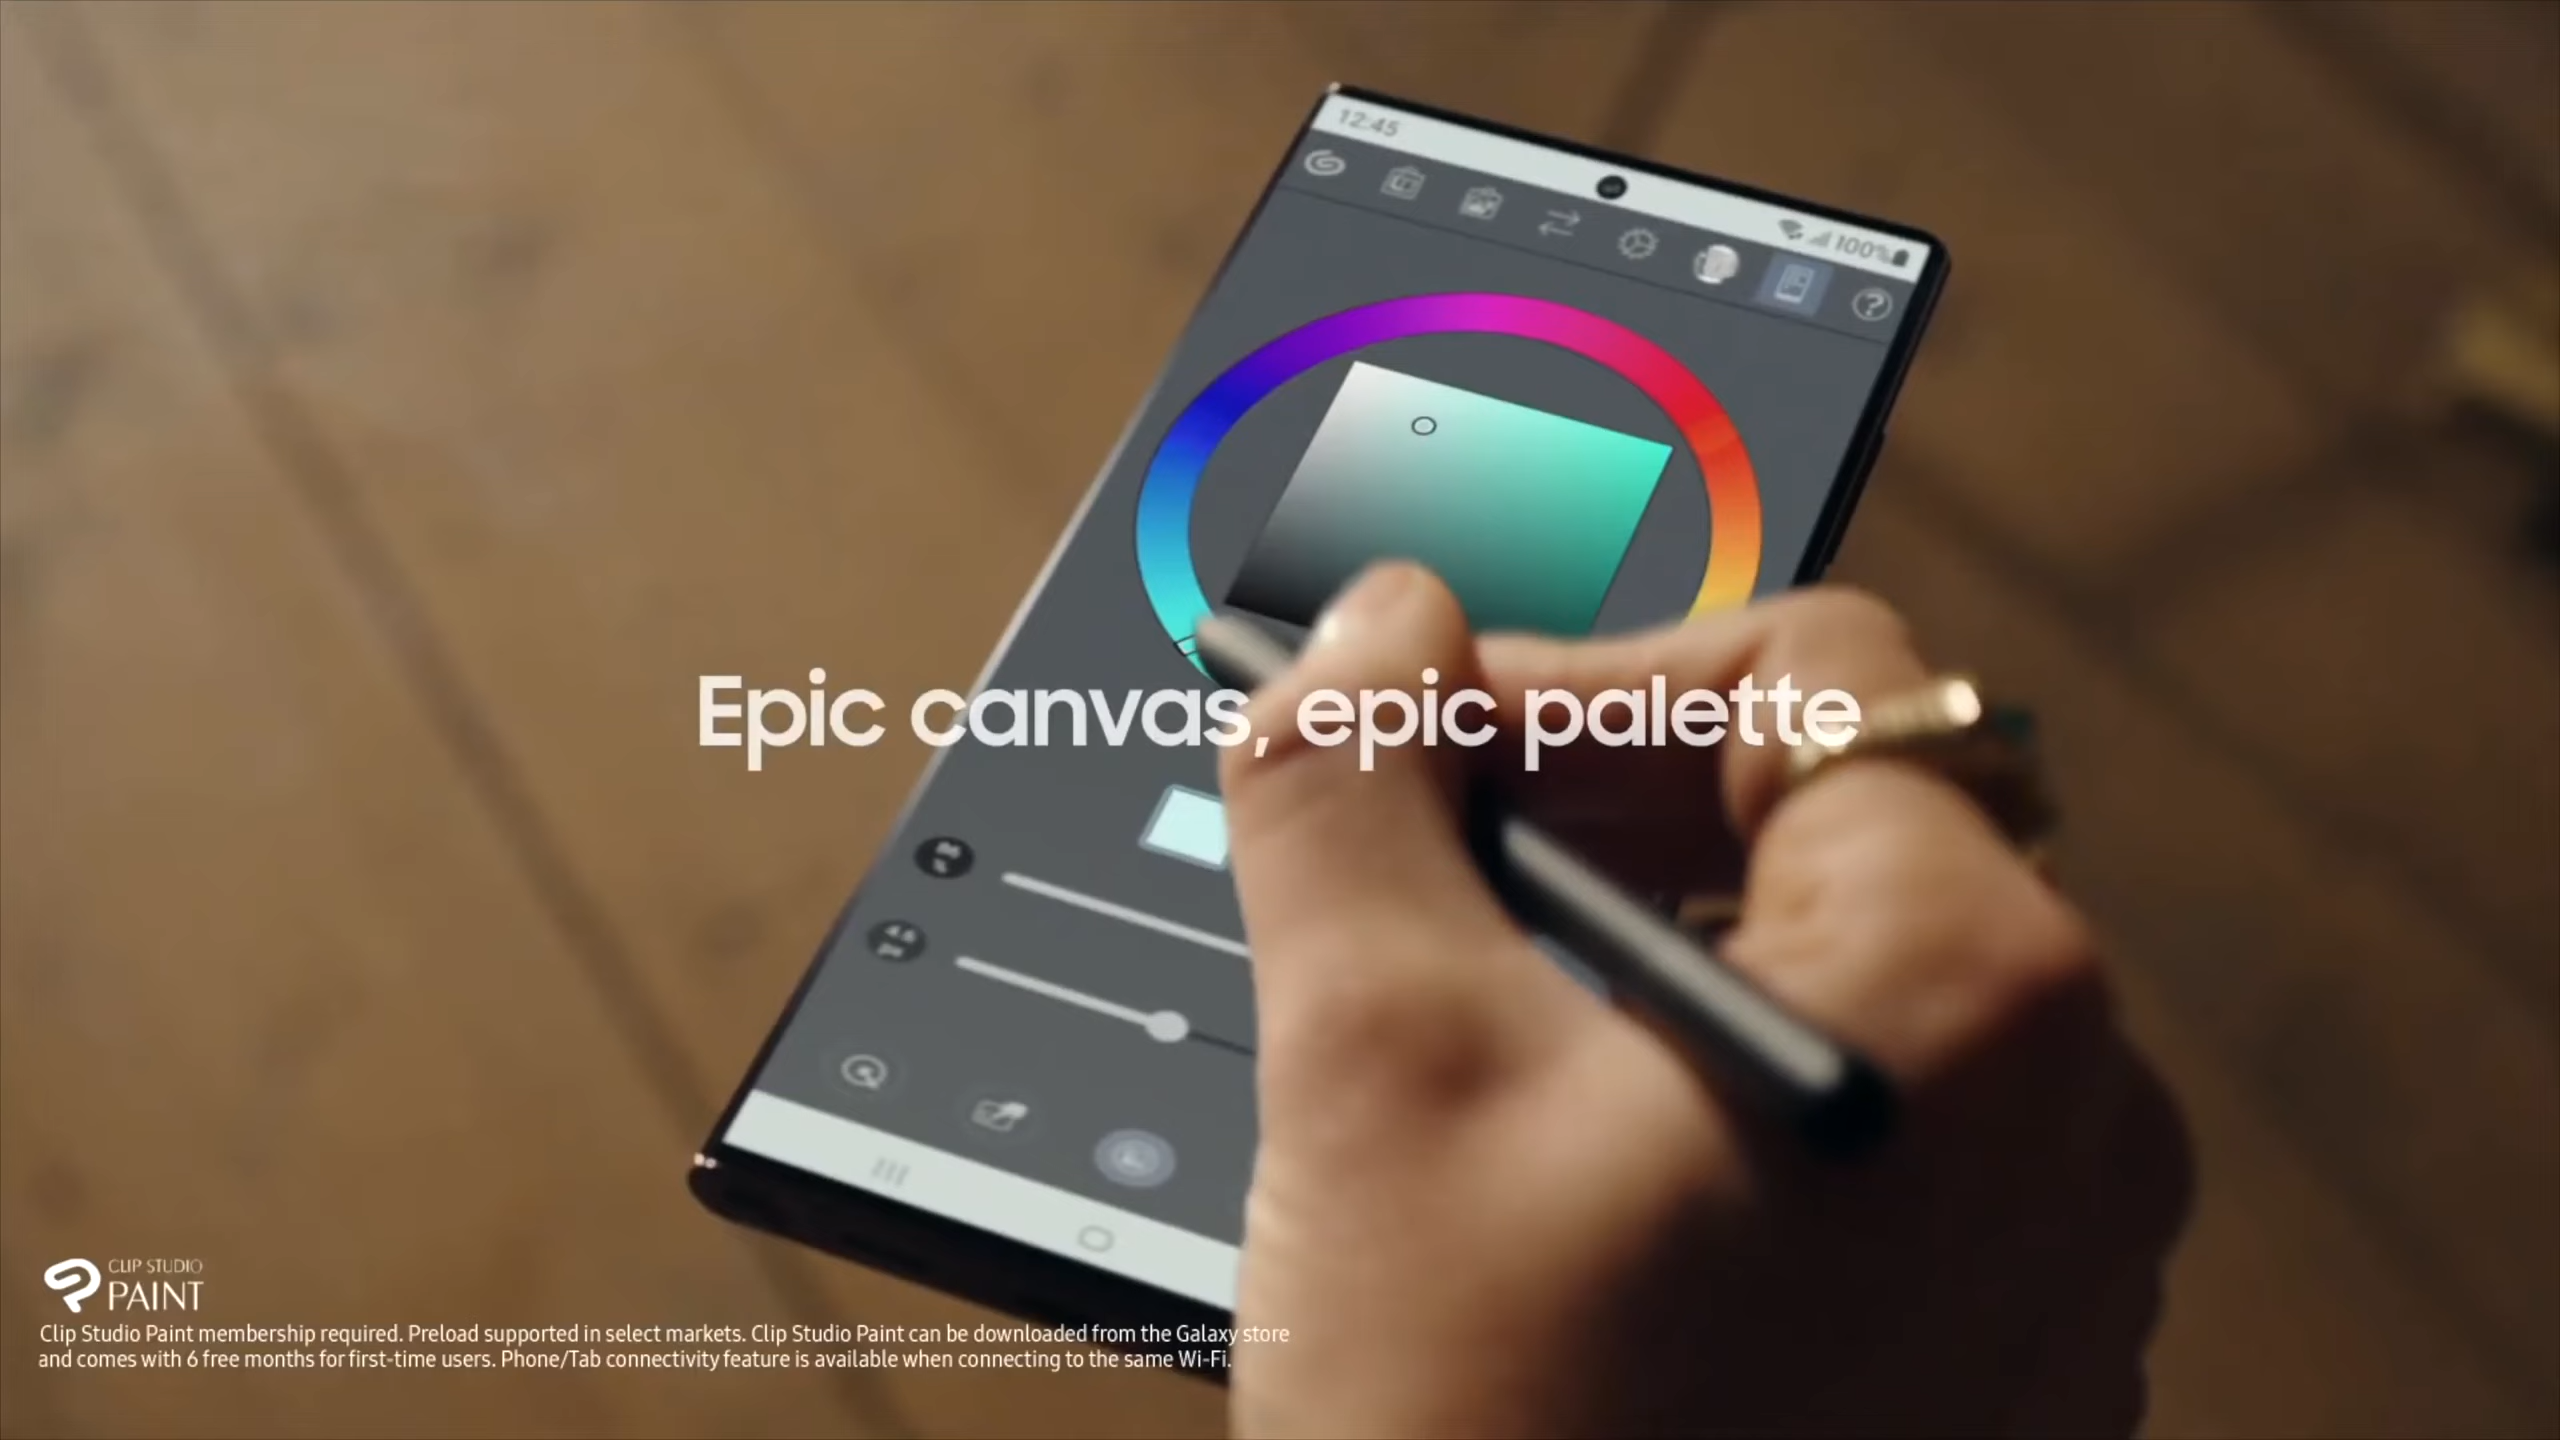 12:45
100%
Epic canvas, epic palette
CLIP STUDIO
PAINT
Clip Studio Paint membership required. Preload supported in select markets. Clip Studio Paint can be downloaded from the Galaxy store
and comes with 6 free months for first-time users. Phone/Tab connectivity feature is available when connecting to the same Wi-Fi.